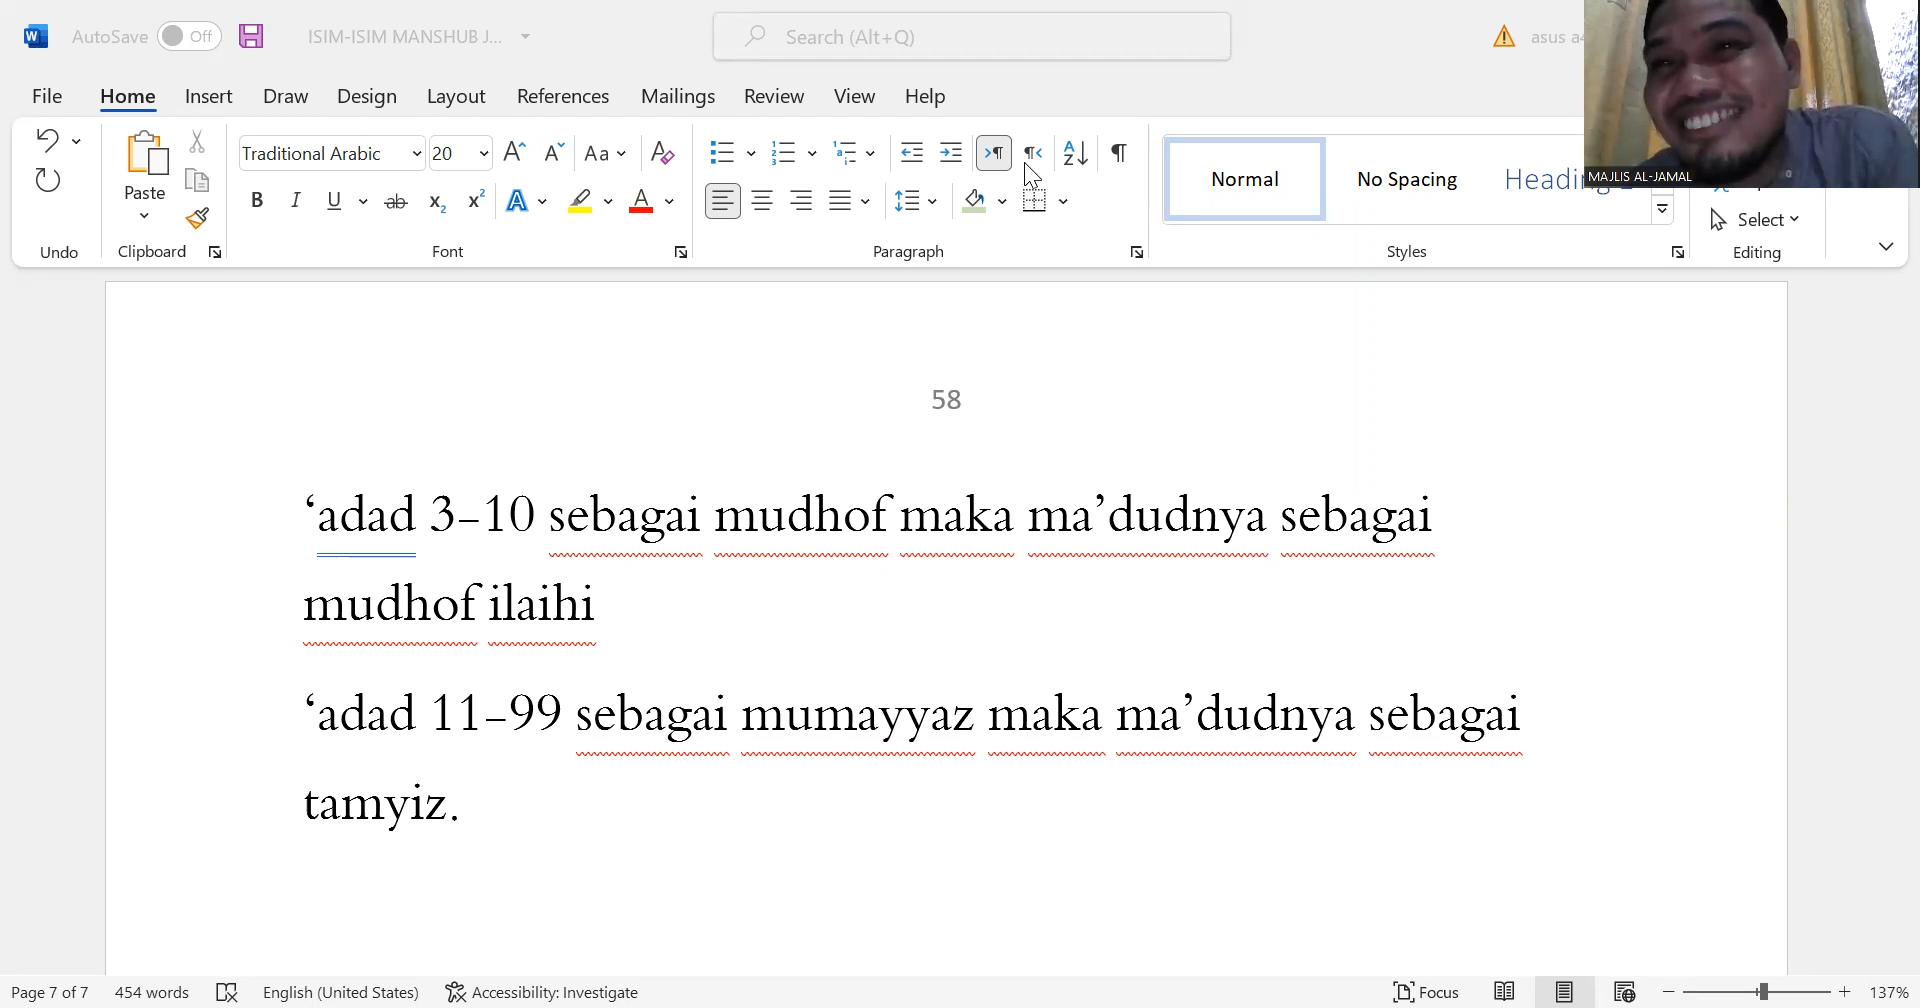 AutoSave Off ISIM-ISIM MANSHUB J... Search (Alt+Q) asus
File Home Insert Draw Design Layout References Mailings Review View Help
MAJLIS AL-JAMAL
Traditional Arabic 20 Aa
Paste Normal No Spacing Heading
B I U ab Select
Undo Clipboard Font Paragraph Styles Editing
58
‘adad 3–10 sebagai mudhof maka ma’dudnya sebagai
mudhof ilaihi
‘adad 11–99 sebagai mumayyaz maka ma’dudnya sebagai
tamyiz.
Page 7 of 7 454 words English (United States) Accessibility: Investigate Focus 137%